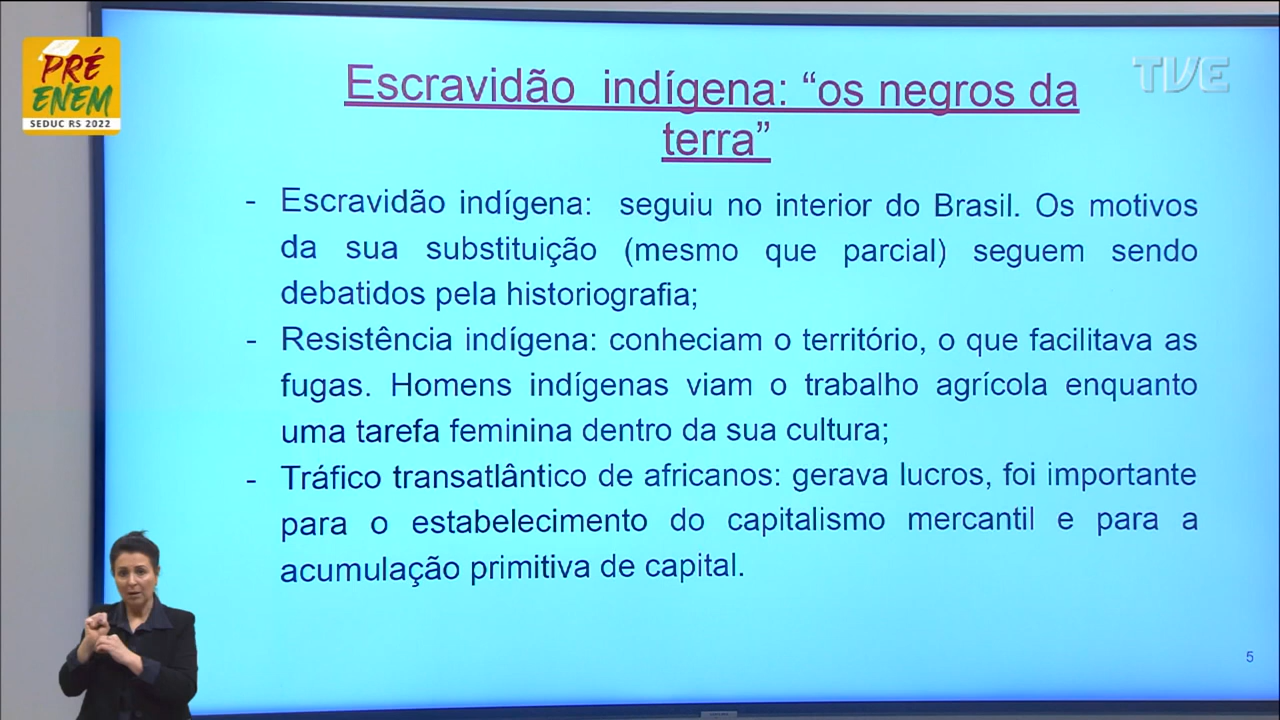 PRÉ
ENEM
SEDUC RS 2022
TVE
Escravidão indígena: “os negros da
terra”
- Escravidão indígena: seguiu no interior do Brasil. Os motivos
da sua substituição (mesmo que parcial) seguem sendo
debatidos pela historiografia;
- Resistência indígena: conheciam o território, o que facilitava as
fugas. Homens indígenas viam o trabalho agrícola enquanto
uma tarefa feminina dentro da sua cultura;
- Tráfico transatlântico de africanos: gerava lucros, foi importante
para o estabelecimento do capitalismo mercantil e para a
acumulação primitiva de capital.
5